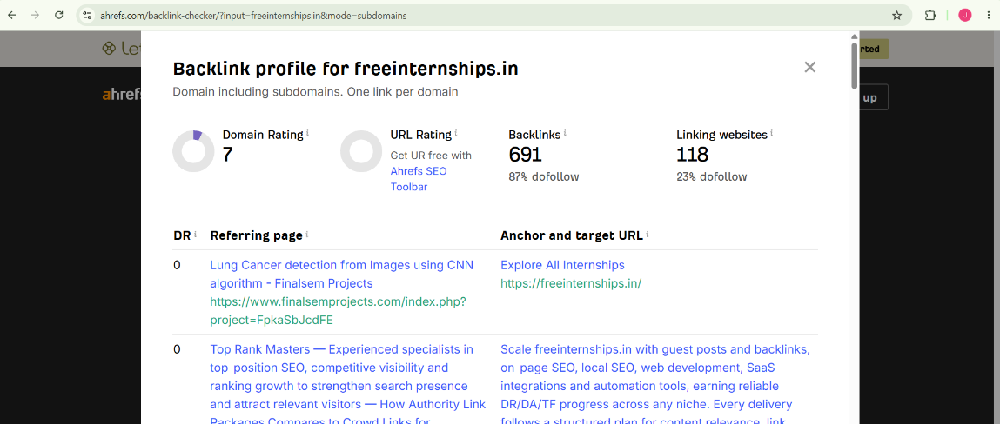 ahrefs.com/backlink-checker/?input=freeinternships.in&mode=subdomains
J
rted
ahrefs
up
Backlink profile for freeinternships.in
Domain including subdomains. One link per domain
Domain Rating i
7
URL Rating i
Get UR free with
Ahrefs SEO
Toolbar
Backlinks i
691
87% dofollow
Linking websites i
118
23% dofollow
DR i Referring page i Anchor and target URL i
0
Lung Cancer detection from Images using CNN
algorithm - Finalsem Projects
https://www.finalsemprojects.com/index.php?
project=FpkaSbJcdFE
Explore All Internships
https://freeinternships.in/
0
Top Rank Masters — Experienced specialists in
top-position SEO, competitive visibility and
ranking growth to strengthen search presence
and attract relevant visitors — How Authority Link
Packages Compares to Crowd Links for
Scale freeinternships.in with guest posts and backlinks,
on-page SEO, local SEO, web development, SaaS
integrations and automation tools, earning reliable
DR/DA/TF progress across any niche. Every delivery
follows a structured plan for content relevance, link